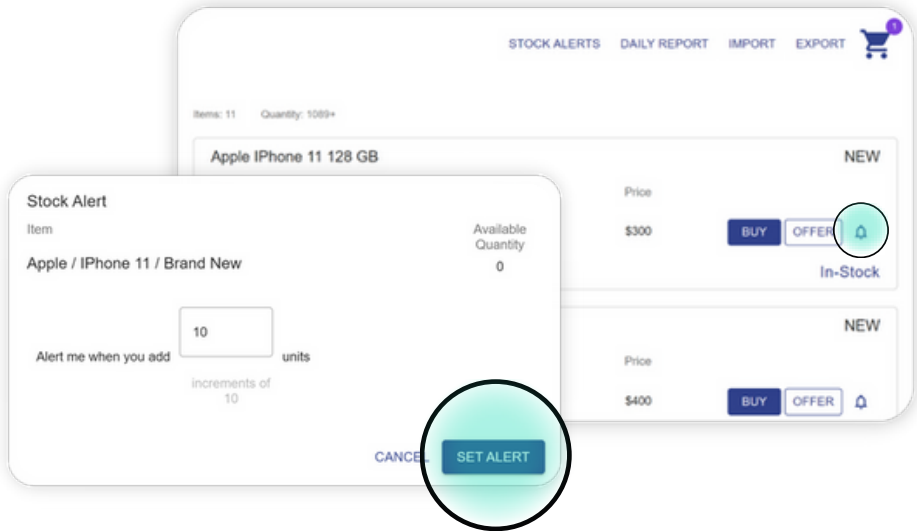 STOCK ALERTS DAILY REPORT IMPORT EXPORT 1
Items: 11 Quantity: 1089+
Apple IPhone 11 128 GB NEW
Price
$300 BUY OFFER
In-Stock
NEW
Price
$400 BUY OFFER
Stock Alert
Item Available
Quantity
Apple / IPhone 11 / Brand New 0
10
Alert me when you add units
increments of
10
CANCEL SET ALERT